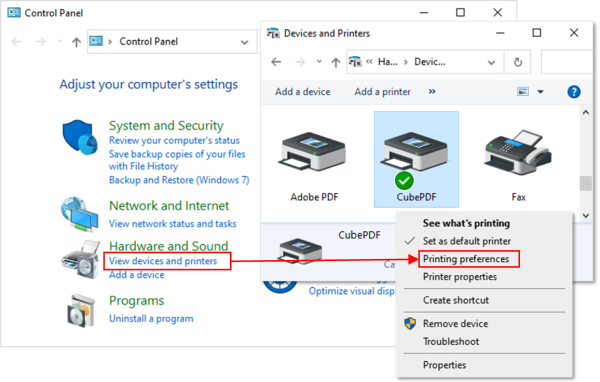 Control Panel
Control Panel
Adjust your computer's settings
System and Security
Review your computer's status
Save backup copies of your files
with File History
Backup and Restore (Windows 7)
Network and Internet
View network status and tasks
Hardware and Sound
View devices and printers
Add a device
Programs
Uninstall a program
Devices and Printers
« Ha... Devic...
Add a device Add a printer »
Adobe PDF
CubePDF
Fax
CubePDF
Optimize visual disp
See what's printing
Set as default printer
Printing preferences
Printer properties
Create shortcut
Remove device
Troubleshoot
Properties